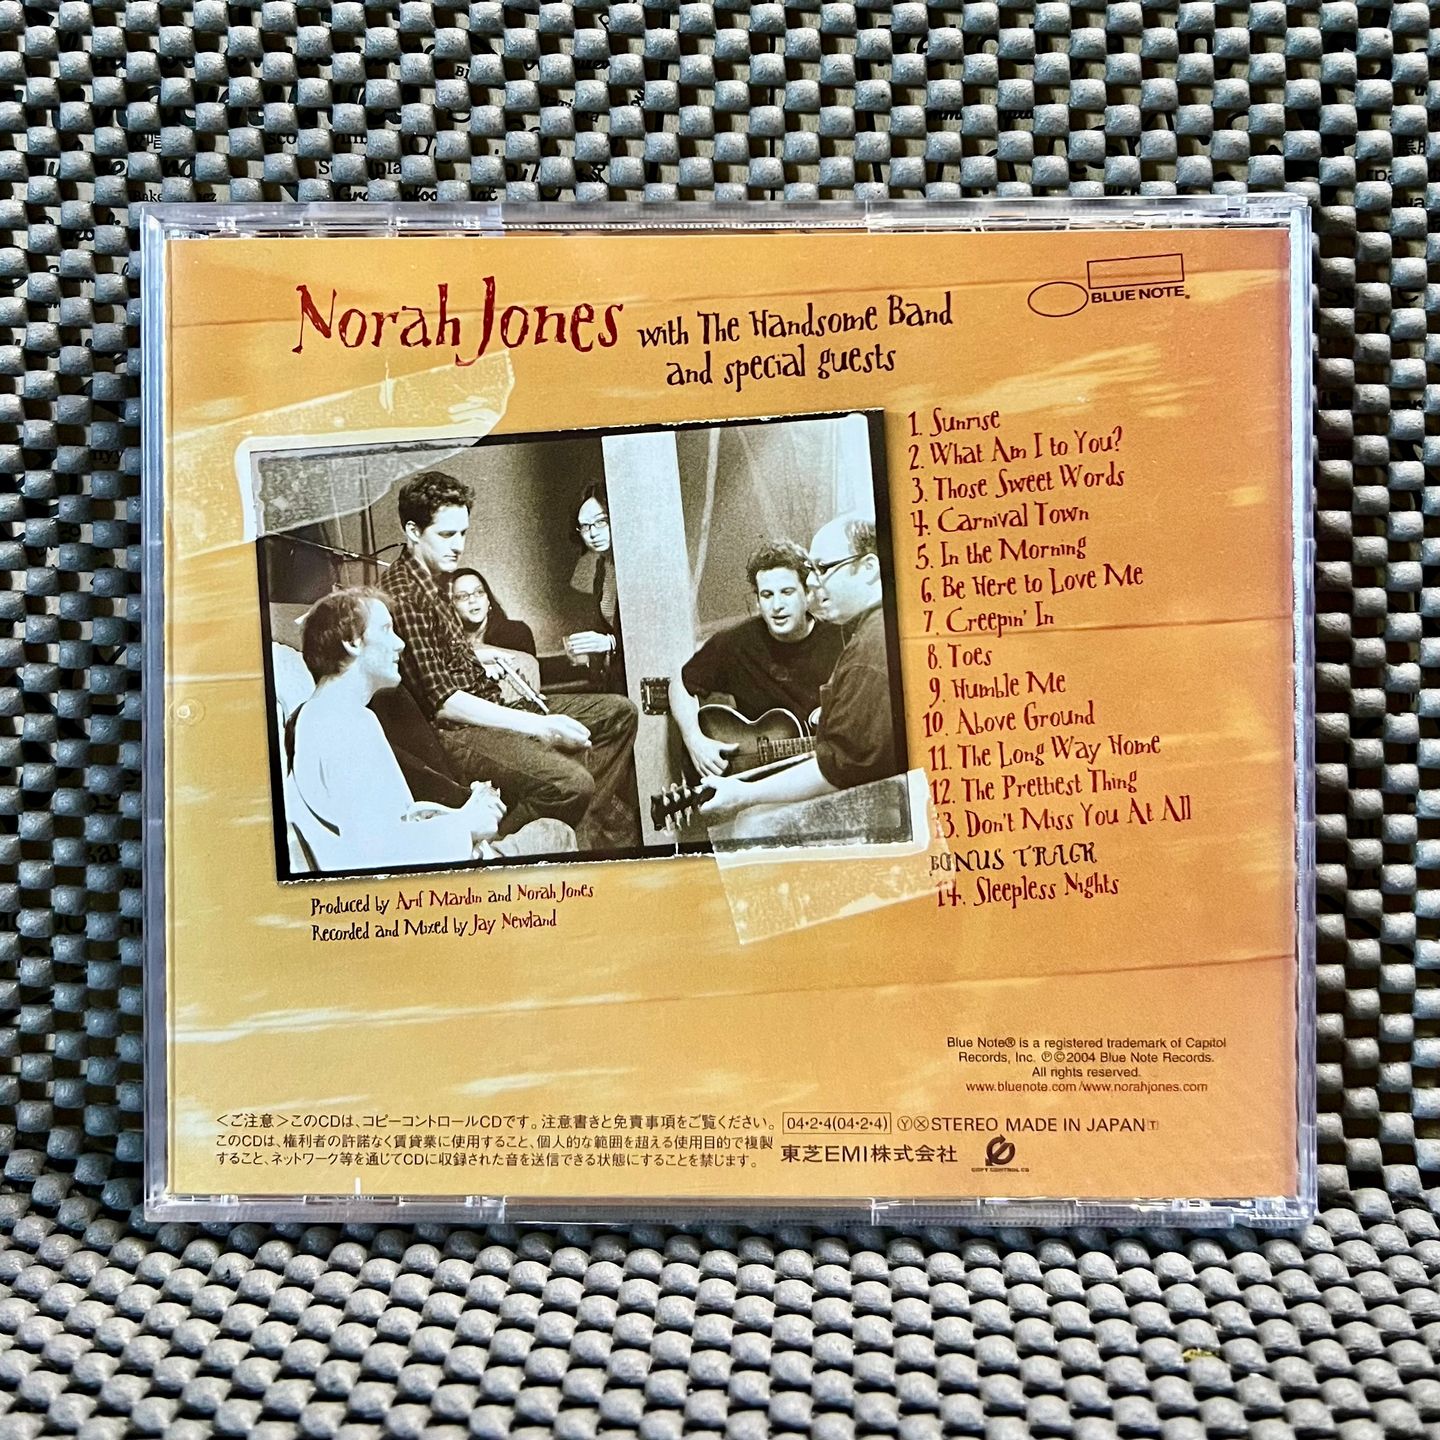 Norah Jones with The Handsome Band
and special guests
BLUE NOTE®
1. Sunrise
2. What Am I to You?
3. Those Sweet Words
4. Carnival Town
5. In the Morning
6. Be Here to Love Me
7. Creepin' In
8. Toes
9. Humble Me
10. Above Ground
11. The Long Way Home
12. The Prettiest Thing
13. Don't Miss You At All
BONUS TRACK
14. Sleepless Nights
Produced by Arif Mardin and Norah Jones
Recorded and Mixed by Jay Newland
Blue Note® is a registered trademark of Capitol
Records, Inc. ℗©2004 Blue Note Records.
All rights reserved.
www.bluenote.com/www.norahjones.com
<ご注意>このCDは、コピーコントロールCDです。注意書きと免責事項をご覧ください。
このCDは、権利者の許諾なく賃貸業に使用すること、個人的な範囲を超える使用目的で複製
すること、ネットワーク等を通じてCDに収録された音を送信できる状態にすることを禁じます。
04・2・4(04・2・4) ⓎⓍSTEREO MADE IN JAPAN🅃
東芝EMI株式会社
COPY CONTROL CD